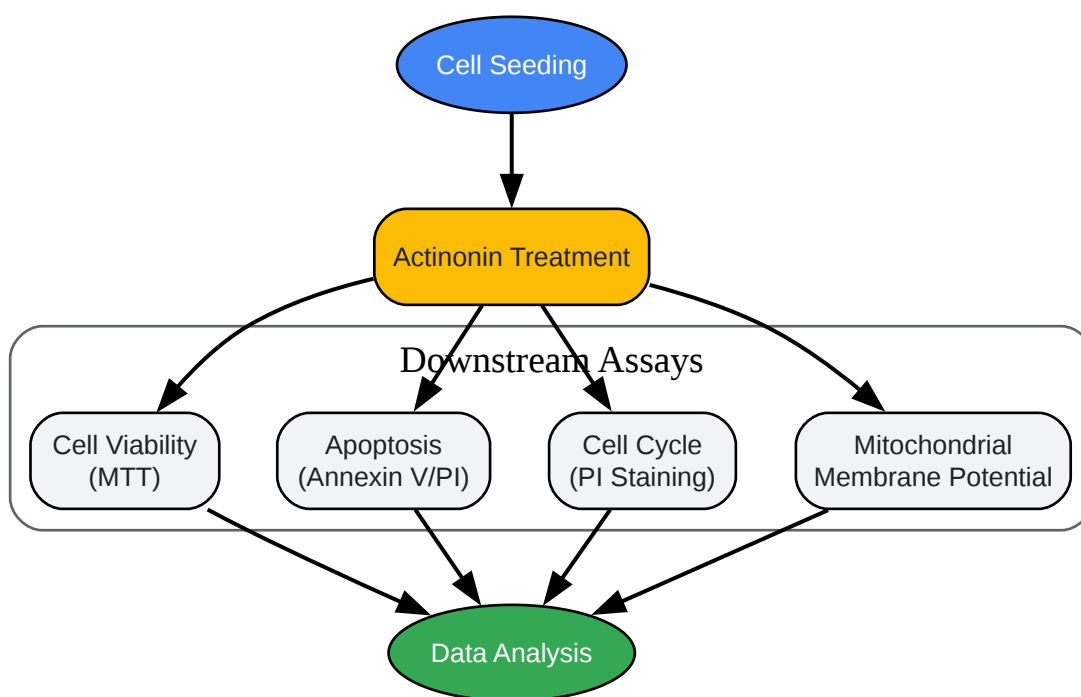 Cell Seeding
Actinonin Treatment
Downstream Assays
Cell Viability
(MTT)
Apoptosis
(Annexin V/PI)
Cell Cycle
(PI Staining)
Mitochondrial
Membrane Potential
Data Analysis